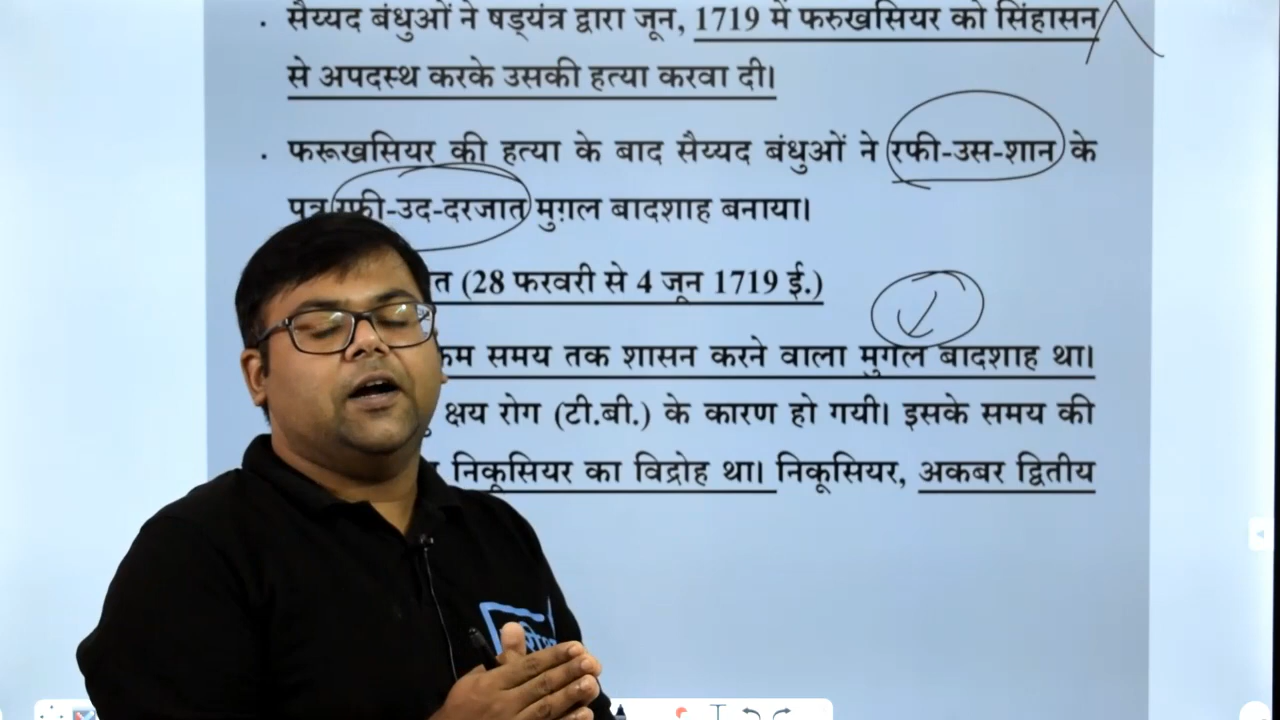 . सैय्यद बंधुओं ने षड्यंत्र द्वारा जून, 1719 में फरुखसियर को सिंहासन
से अपदस्थ करके उसकी हत्या करवा दी।
. फरूखसियर की हत्या के बाद सैय्यद बंधुओं ने रफी-उस-शान के
पुत्र रफी-उद-दरजात मुग़ल बादशाह बनाया।
(28 फरवरी से 4 जून 1719 ई.)
समय तक शासन करने वाला मुगल बादशाह था।
क्षय रोग (टी.बी.) के कारण हो गयी। इसके समय की
निकूसियर का विद्रोह था। निकूसियर, अकबर द्वितीय